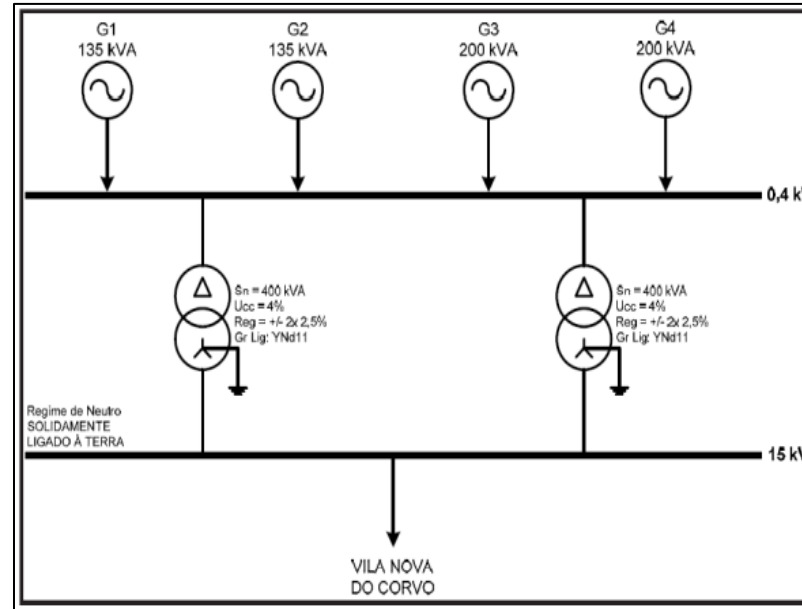 G1
135 kVA
G2
135 kVA
G3
200 kVA
G4
200 kVA
0,4 k
Sn = 400 kVA
Ucc = 4%
Reg = +/- 2x 2,5%
Gr Lig: YNd11
Sn = 400 kVA
Ucc = 4%
Reg = +/- 2x 2,5%
Gr Lig: YNd11
Regime de Neutro
SOLIDAMENTE
LIGADO À TERRA
15 k
VILA NOVA
DO CORVO